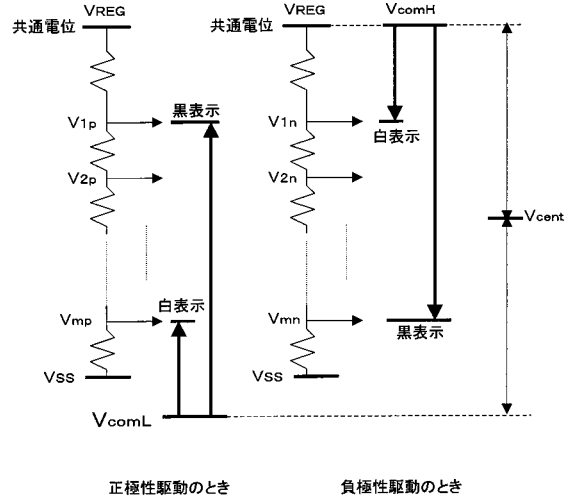 VREG
共通電位
V1p
黒表示
V2p
白表示
Vmp
VSS
VcomL
正極性駆動のとき
VREG
VcomH
共通電位
V1n
白表示
V2n
Vcent
Vmn
黒表示
VSS
負極性駆動のとき